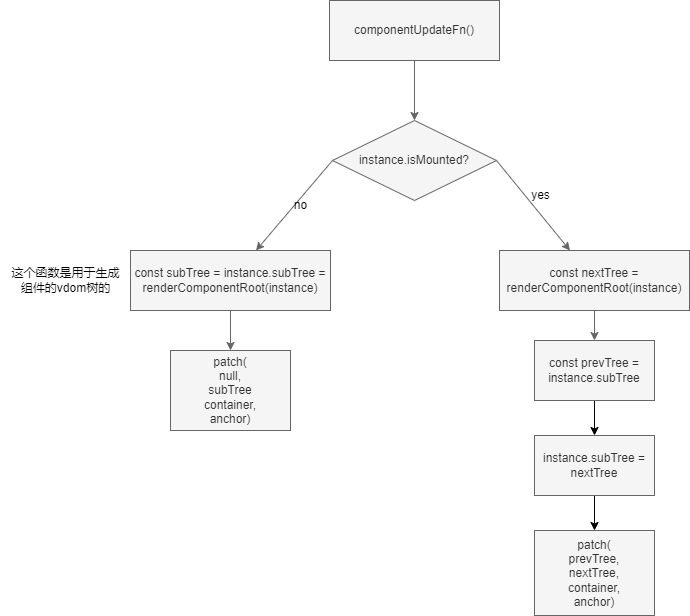 componentUpdateFn()
instance.isMounted?
no
yes
这个函数是用于生成
组件的vdom树的
const subTree = instance.subTree =
renderComponentRoot(instance)
patch(
null,
subTree
container,
anchor)
const nextTree =
renderComponentRoot(instance)
const prevTree =
instance.subTree
instance.subTree =
nextTree
patch(
prevTree,
nextTree,
container,
anchor)